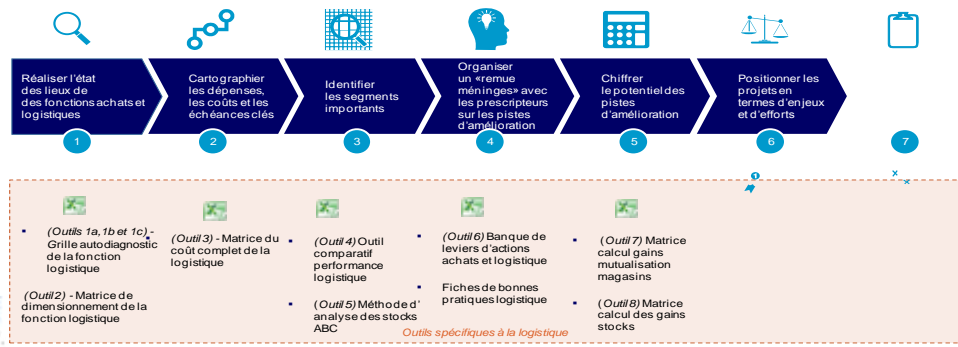 Réaliser l'état
des lieux de
des fonctions achats et
logistiques
1
Cartographier
les dépenses,
les coûts et les
échéances clés
2
Identifier
les segments
importants
3
Organiser
un «remue
méninges» avec
les prescripteurs
sur les pistes
d'amélioration
4
Chiffrer
le potentiel des
pistes
d'amélioration
5
Positionner les
projets en
termes d'enjeux
et d'efforts
6
7
1
(Outils 1a,1b et 1c) -
Grille autodiagnostic
de la fonction
logistique
(Outil 2) - Matrice de
dimensionnement de la
fonction logistique
(Outil 3) - Matrice du
coût complet de la
logistique
(Outil 4) Outil
comparatif
performance
logistique
(Outil 5) Méthode d'
analyse des stocks
ABC
(Outil 6) Banque de
leviers d'actions
achats et logistique
Fiches de bonnes
pratiques logistique
(Outil 7) Matrice
calcul gains
mutualisation
magasins
(Outil 8) Matrice
calcul des gains
stocks
Outils spécifiques à la logistique